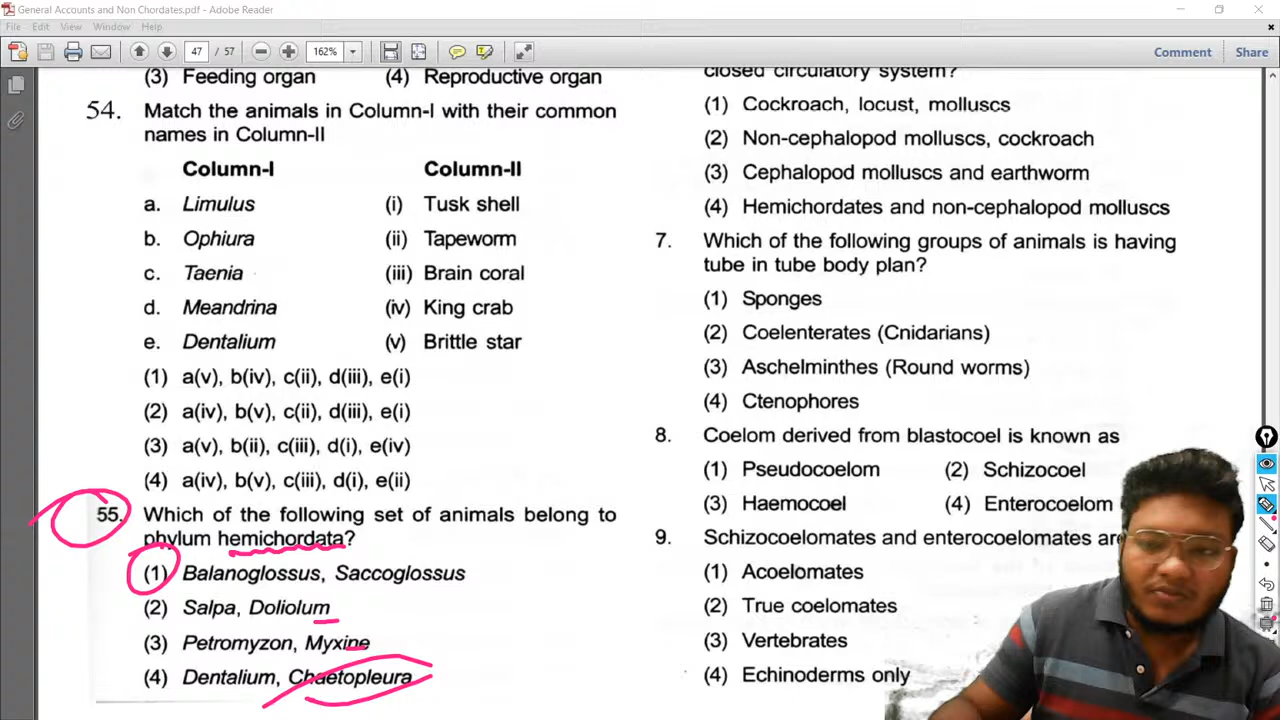 General Accounts and Non Chordates.pdf - Adobe Reader
File Edit View Window Help
47 / 57 162% Comment Share
(3) Feeding organ (4) Reproductive organ
54. Match the animals in Column-I with their common
names in Column-II
Column-I Column-II
a. Limulus (i) Tusk shell
b. Ophiura (ii) Tapeworm
c. Taenia (iii) Brain coral
d. Meandrina (iv) King crab
e. Dentalium (v) Brittle star
(1) a(v), b(iv), c(ii), d(iii), e(i)
(2) a(iv), b(v), c(ii), d(iii), e(i)
(3) a(v), b(ii), c(iii), d(i), e(iv)
(4) a(iv), b(v), c(iii), d(i), e(ii)
55. Which of the following set of animals belong to
phylum hemichordata?
(1) Balanoglossus, Saccoglossus
(2) Salpa, Doliolum
(3) Petromyzon, Myxine
(4) Dentalium, Chaetopleura
closed circulatory system?
(1) Cockroach, locust, molluscs
(2) Non-cephalopod molluscs, cockroach
(3) Cephalopod molluscs and earthworm
(4) Hemichordates and non-cephalopod molluscs
7. Which of the following groups of animals is having
tube in tube body plan?
(1) Sponges
(2) Coelenterates (Cnidarians)
(3) Aschelminthes (Round worms)
(4) Ctenophores
8. Coelom derived from blastocoel is known as
(1) Pseudocoelom (2) Schizocoel
(3) Haemocoel (4) Enterocoelom
9. Schizocoelomates and enterocoelomates are
(1) Acoelomates
(2) True coelomates
(3) Vertebrates
(4) Echinoderms only